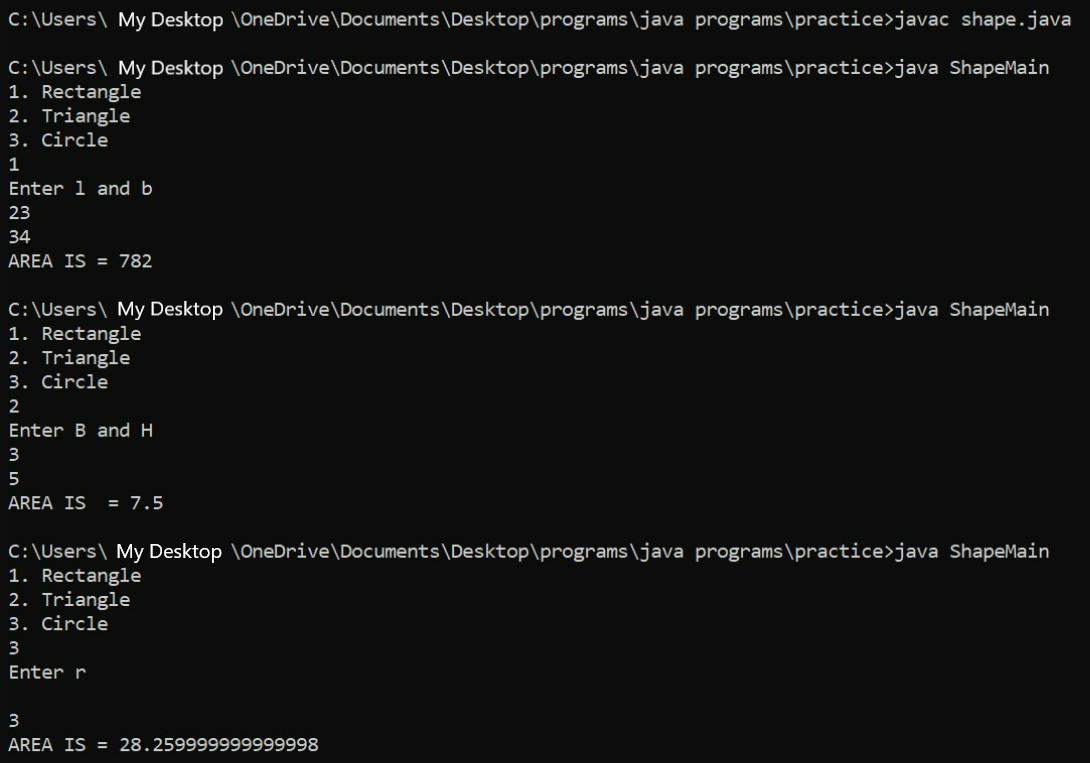 C:\Users\ My Desktop \OneDrive\Documents\Desktop\programs\java programs\practice>javac shape.java
C:\Users\ My Desktop \OneDrive\Documents\Desktop\programs\java programs\practice>java ShapeMain
1. Rectangle
2. Triangle
3. Circle
1
Enter l and b
23
34
AREA IS = 782
C:\Users\ My Desktop \OneDrive\Documents\Desktop\programs\java programs\practice>java ShapeMain
1. Rectangle
2. Triangle
3. Circle
2
Enter B and H
3
5
AREA IS  = 7.5
C:\Users\ My Desktop \OneDrive\Documents\Desktop\programs\java programs\practice>java ShapeMain
1. Rectangle
2. Triangle
3. Circle
3
Enter r
3
AREA IS = 28.259999999999998